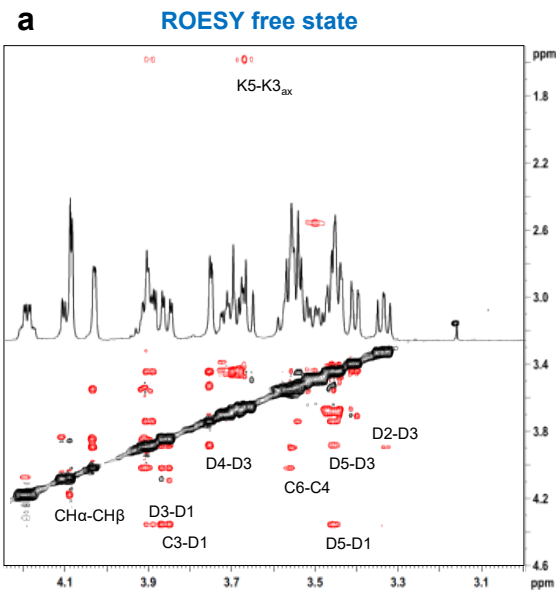 a ROESY free state
ppm
K5-K3ax
1.8
2.2
2.6
3.0
3.4
3.8
4.2
4.6
D2-D3
D4-D3
D5-D3
C6-C4
CHα-CHβ
D3-D1
C3-D1
D5-D1
4.1 3.9 3.7 3.5 3.3 3.1 ppm